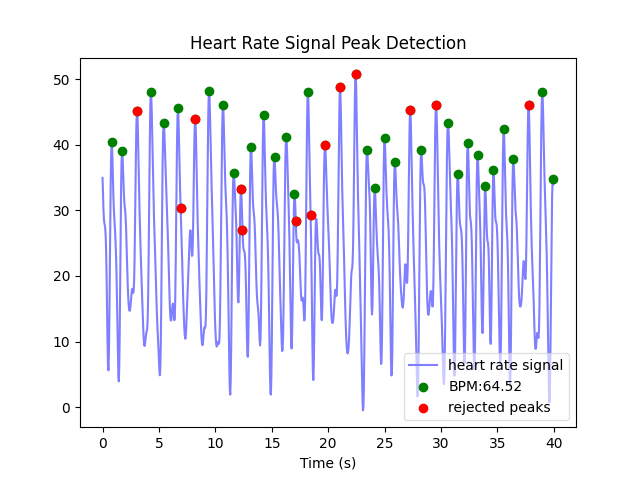 Heart Rate Signal Peak Detection
50
40
30
20
10
0
heart rate signal
BPM:64.52
rejected peaks
0 5 10 15 20 25 30 35 40
Time (s)